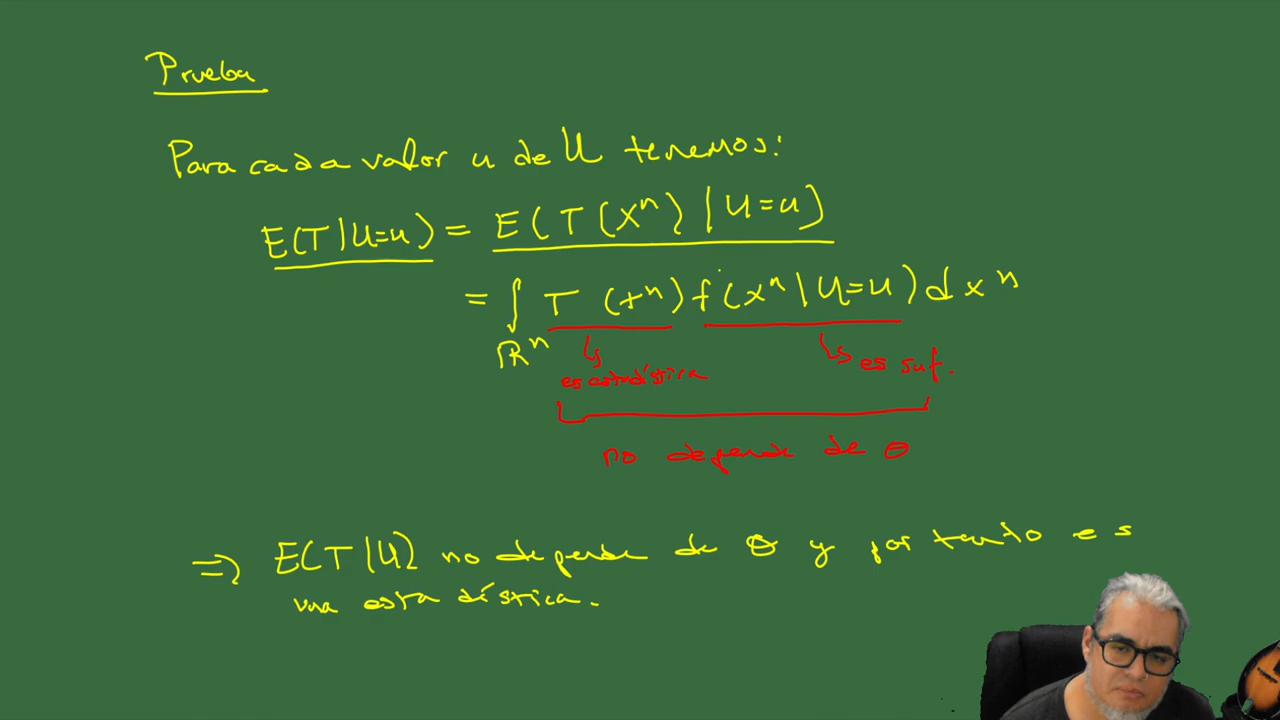 Prueba
Para cada valor u de U tenemos:
E(T|U=u) = E(T(X^n)|U=u)
= ∫_{ℝ^n} T(x^n) f(x^n|U=u) dx^n
es estadística
es suf.
no depende de θ
=> E(T|U) no depende de θ y por tanto es
una estadística.